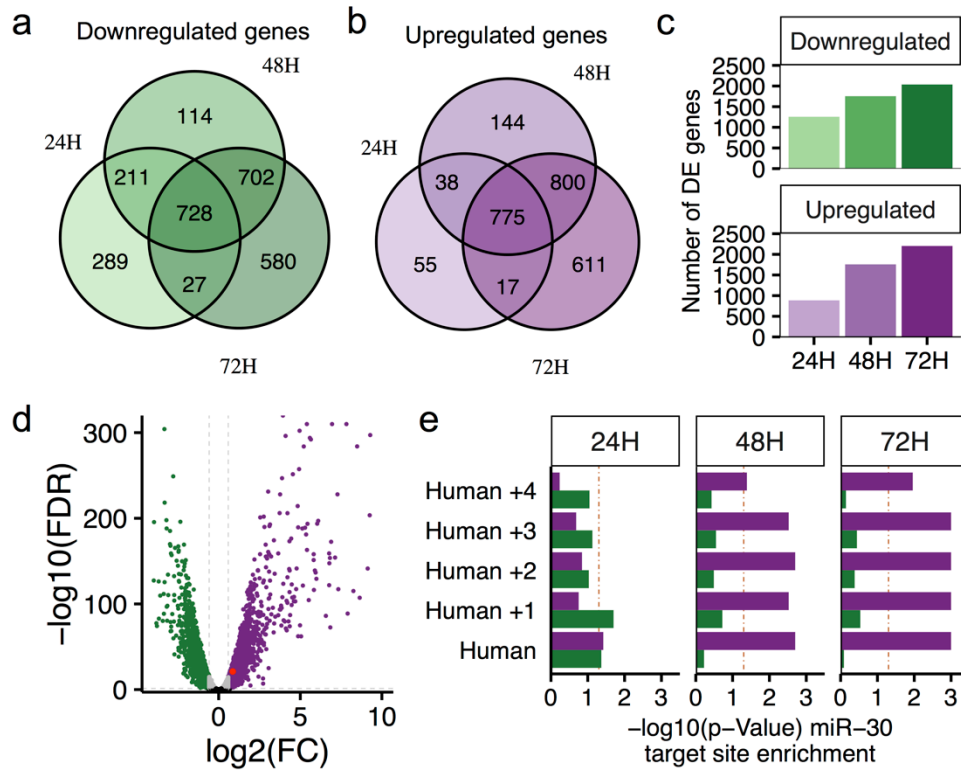 a
Downregulated genes
48H
24H
114
211
702
728
289
27
580
72H
b
Upregulated genes
48H
24H
144
38
800
775
55
17
611
72H
c
Downregulated
2500
2000
1500
1000
500
0
Upregulated
2500
2000
1500
1000
500
0
Number of DE genes
24H 48H 72H
d
300
200
100
0
−log10(FDR)
0 5 10
log2(FC)
e
24H 48H 72H
Human +4
Human +3
Human +2
Human +1
Human
0 1 2 3 0 1 2 3 0 1 2 3
−log10(p−Value) miR−30
target site enrichment